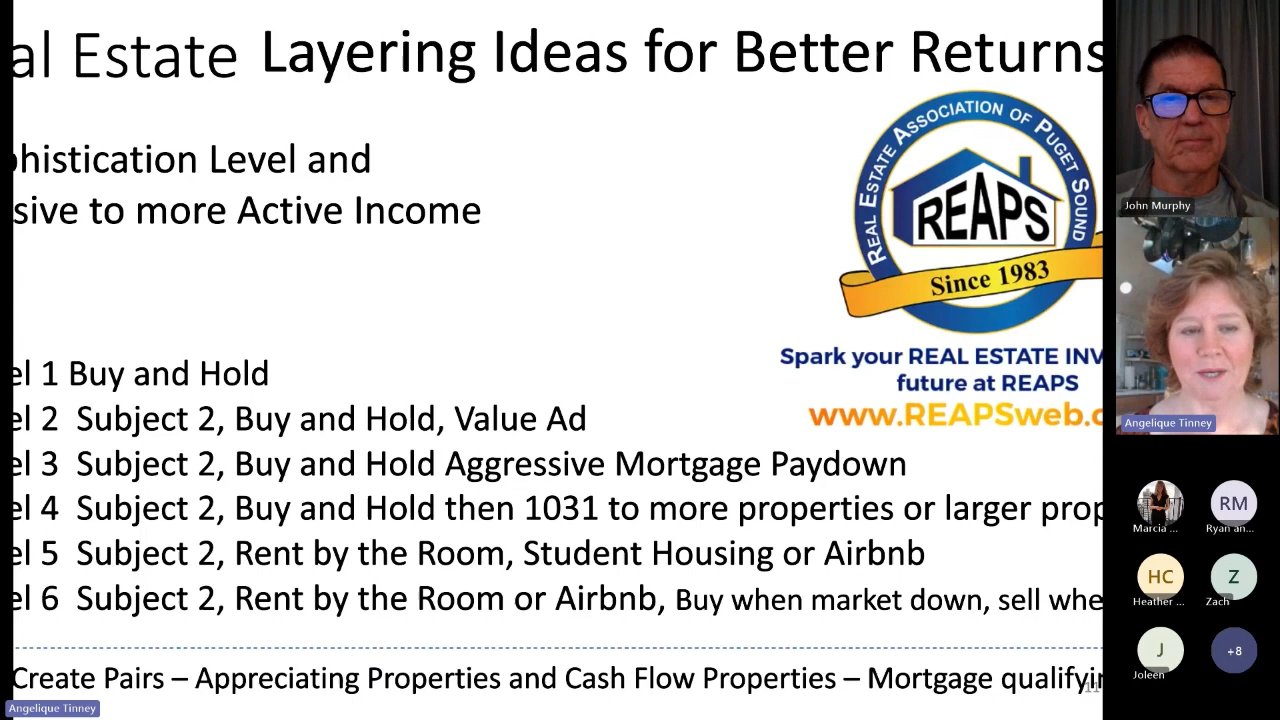 al Estate Layering Ideas for Better Returns
phistication Level and
sive to more Active Income
REAL ESTATE ASSOCIATION OF PUGET SOUND
REAPS
Since 1983
Spark your REAL ESTATE INV
future at REAPS
www.REAPSweb.c
el 1 Buy and Hold
el 2 Subject 2, Buy and Hold, Value Ad
el 3 Subject 2, Buy and Hold Aggressive Mortgage Paydown
el 4 Subject 2, Buy and Hold then 1031 to more properties or larger prop
el 5 Subject 2, Rent by the Room, Student Housing or Airbnb
el 6 Subject 2, Rent by the Room or Airbnb, Buy when market down, sell whe
Create Pairs – Appreciating Properties and Cash Flow Properties – Mortgage qualifyin
11
Angelique Tinney
John Murphy
Angelique Tinney
RM
Marcia ...
Ryan an...
HC
Z
Heather ...
Zach
J
+8
Joleen